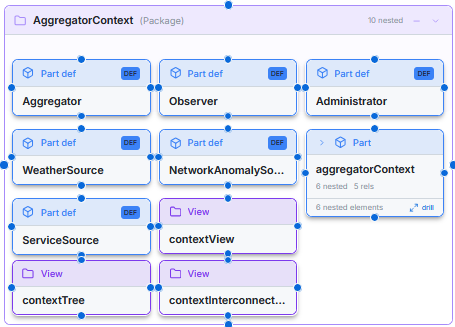 AggregatorContext (Package) 10 nested
Part def DEF
Aggregator
Part def DEF
Observer
Part def DEF
Administrator
Part def DEF
WeatherSource
Part def DEF
NetworkAnomalySo...
Part
aggregatorContext
6 nested 5 rels
6 nested elements drill
Part def DEF
ServiceSource
View
contextView
View
contextTree
View
contextInterconnect...